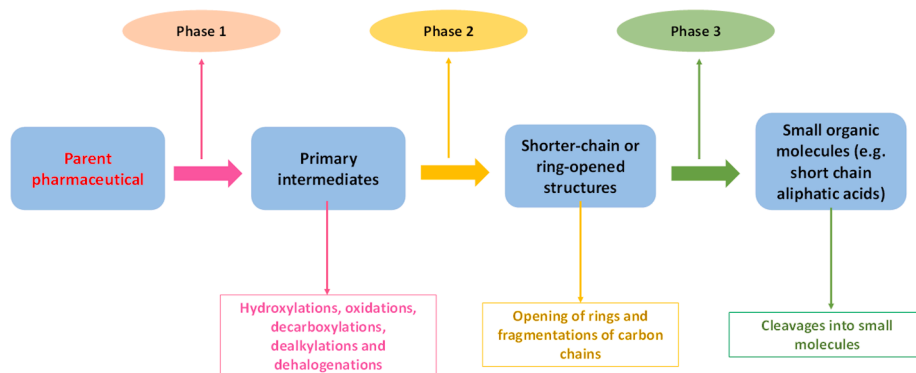 Phase 1
Phase 2
Phase 3
Parent
pharmaceutical
Primary
intermediates
Shorter-chain or
ring-opened
structures
Small organic
molecules (e.g.
short chain
aliphatic acids)
Hydroxylations, oxidations,
decarboxylations,
dealkylations and
dehalogenations
Opening of rings and
fragmentations of carbon
chains
Cleavages into small
molecules